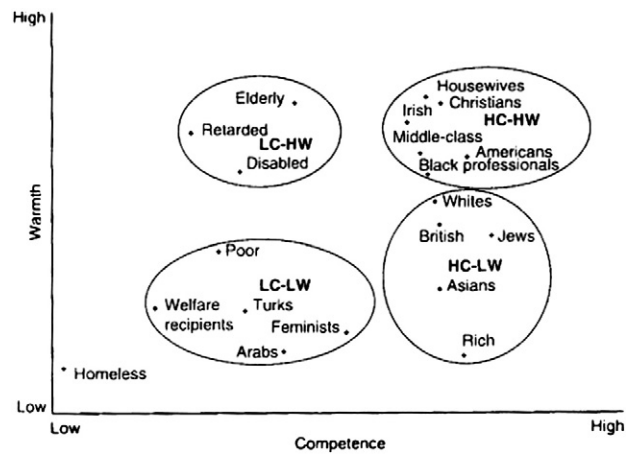 High
Housewives
Elderly
Christians
Irish
HC-HW
Retarded
LC-HW
Middle-class
Americans
Disabled
Black professionals
Whites
Warmth
British
Jews
Poor
HC-LW
LC-LW
Asians
Welfare
recipients
Turks
Feminists
Rich
Arabs
Homeless
Low
Low
High
Competence